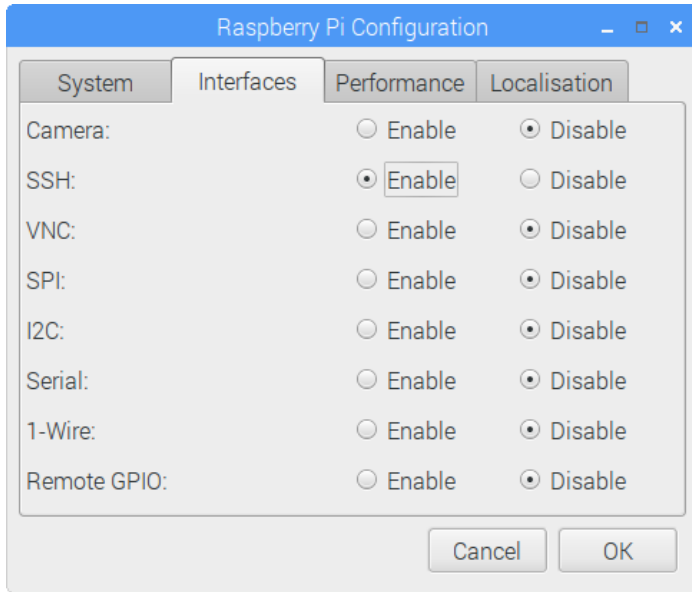 Raspberry Pi Configuration
System Interfaces Performance Localisation
Camera: Enable Disable
SSH: Enable Disable
VNC: Enable Disable
SPI: Enable Disable
I2C: Enable Disable
Serial: Enable Disable
1-Wire: Enable Disable
Remote GPIO: Enable Disable
Cancel OK